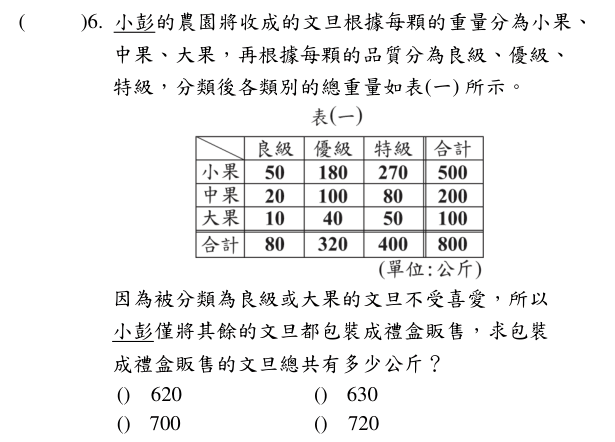 ( )6. 小彭的農園將收成的文旦根據每顆的重量分為小果、
中果、大果，再根據每顆的品質分為良級、優級、
特級，分類後各類別的總重量如表(一) 所示。
表(一)
良級 優級 特級 合計
小果 50 180 270 500
中果 20 100 80 200
大果 10 40 50 100
合計 80 320 400 800
(單位:公斤)
因為被分類為良級或大果的文旦不受喜愛，所以
小彭僅將其餘的文旦都包裝成禮盒販售，求包裝
成禮盒販售的文旦總共有多少公斤？
() 620 () 630
() 700 () 720